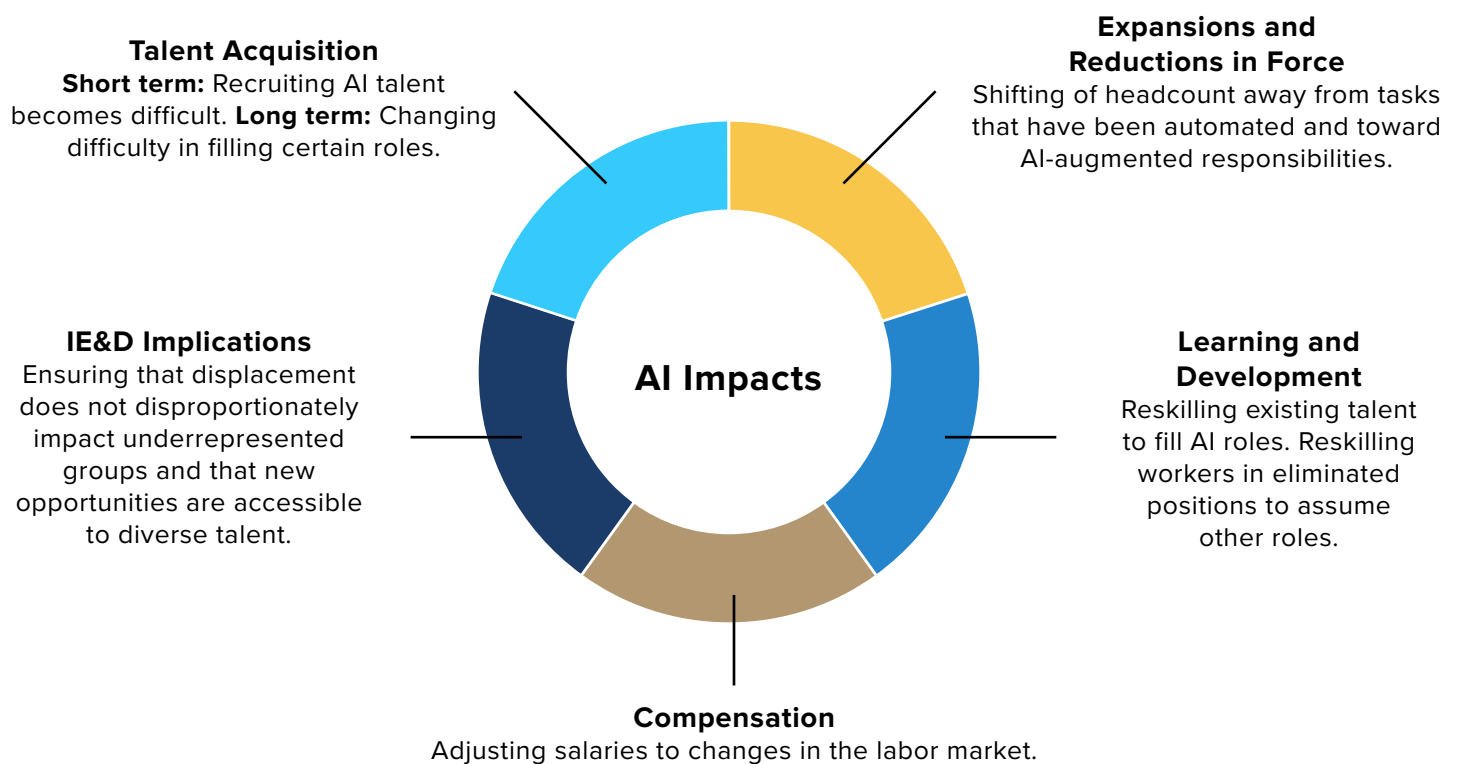 Talent Acquisition
Short term: Recruiting AI talent
becomes difficult. Long term: Changing
difficulty in filling certain roles.
Expansions and
Reductions in Force
Shifting of headcount away from tasks
that have been automated and toward
AI-augmented responsibilities.
IE&D Implications
Ensuring that displacement
does not disproportionately
impact underrepresented
groups and that new
opportunities are accessible
to diverse talent.
AI Impacts
Learning and
Development
Reskilling existing talent
to fill AI roles. Reskilling
workers in eliminated
positions to assume
other roles.
Compensation
Adjusting salaries to changes in the labor market.